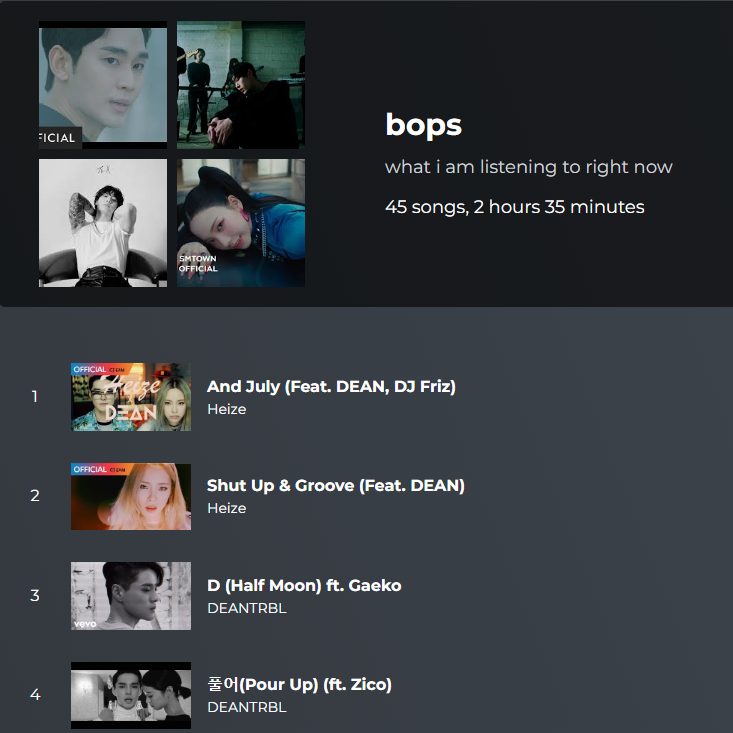 FICIAL
SMTOWN
OFFICIAL
bops
what i am listening to right now
45 songs, 2 hours 35 minutes
1
OFFICIAL
Heize
DEAN
And July (Feat. DEAN, DJ Friz)
Heize
2
OFFICIAL
Shut Up & Groove (Feat. DEAN)
Heize
3
vevo
D (Half Moon) ft. Gaeko
DEANTRBL
4
풀어(Pour Up) (ft. Zico)
DEANTRBL